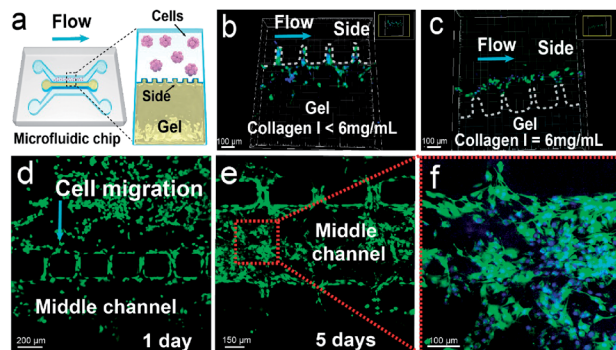 a
Flow
Cells
Side
Gel
Microfluidic chip
b
Flow
Side
Gel
Collagen I < 6mg/mL
100 μm
c
Side
Flow
Gel
Collagen I = 6mg/mL
100 μm
d
Cell migration
Middle channel
200 μm
1 day
e
Middle
channel
150 μm
5 days
f
100 μm